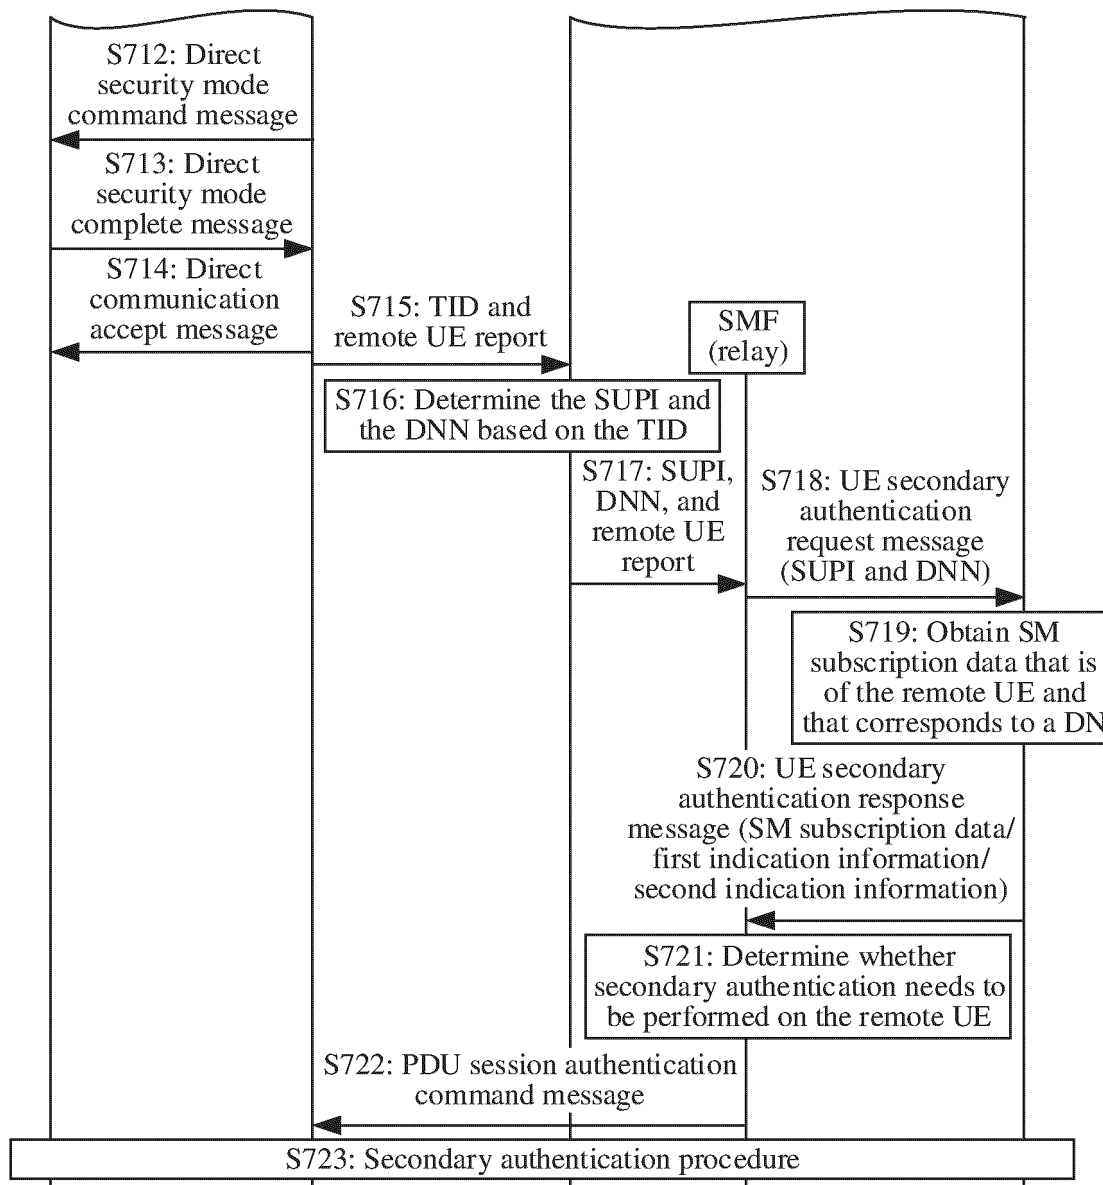 S712: Direct
security mode
command message
S713: Direct
security mode
complete message
S714: Direct
communication
accept message
S715: TID and
remote UE report
SMF
(relay)
S716: Determine the SUPI and
the DNN based on the TID
S717: SUPI,
DNN, and
remote UE
report
S718: UE secondary
authentication
request message
(SUPI and DNN)
S719: Obtain SM
subscription data that is
of the remote UE and
that corresponds to a DN
S720: UE secondary
authentication response
message (SM subscription data/
first indication information/
second indication information)
S721: Determine whether
secondary authentication needs to
be performed on the remote UE
S722: PDU session authentication
command message
S723: Secondary authentication procedure